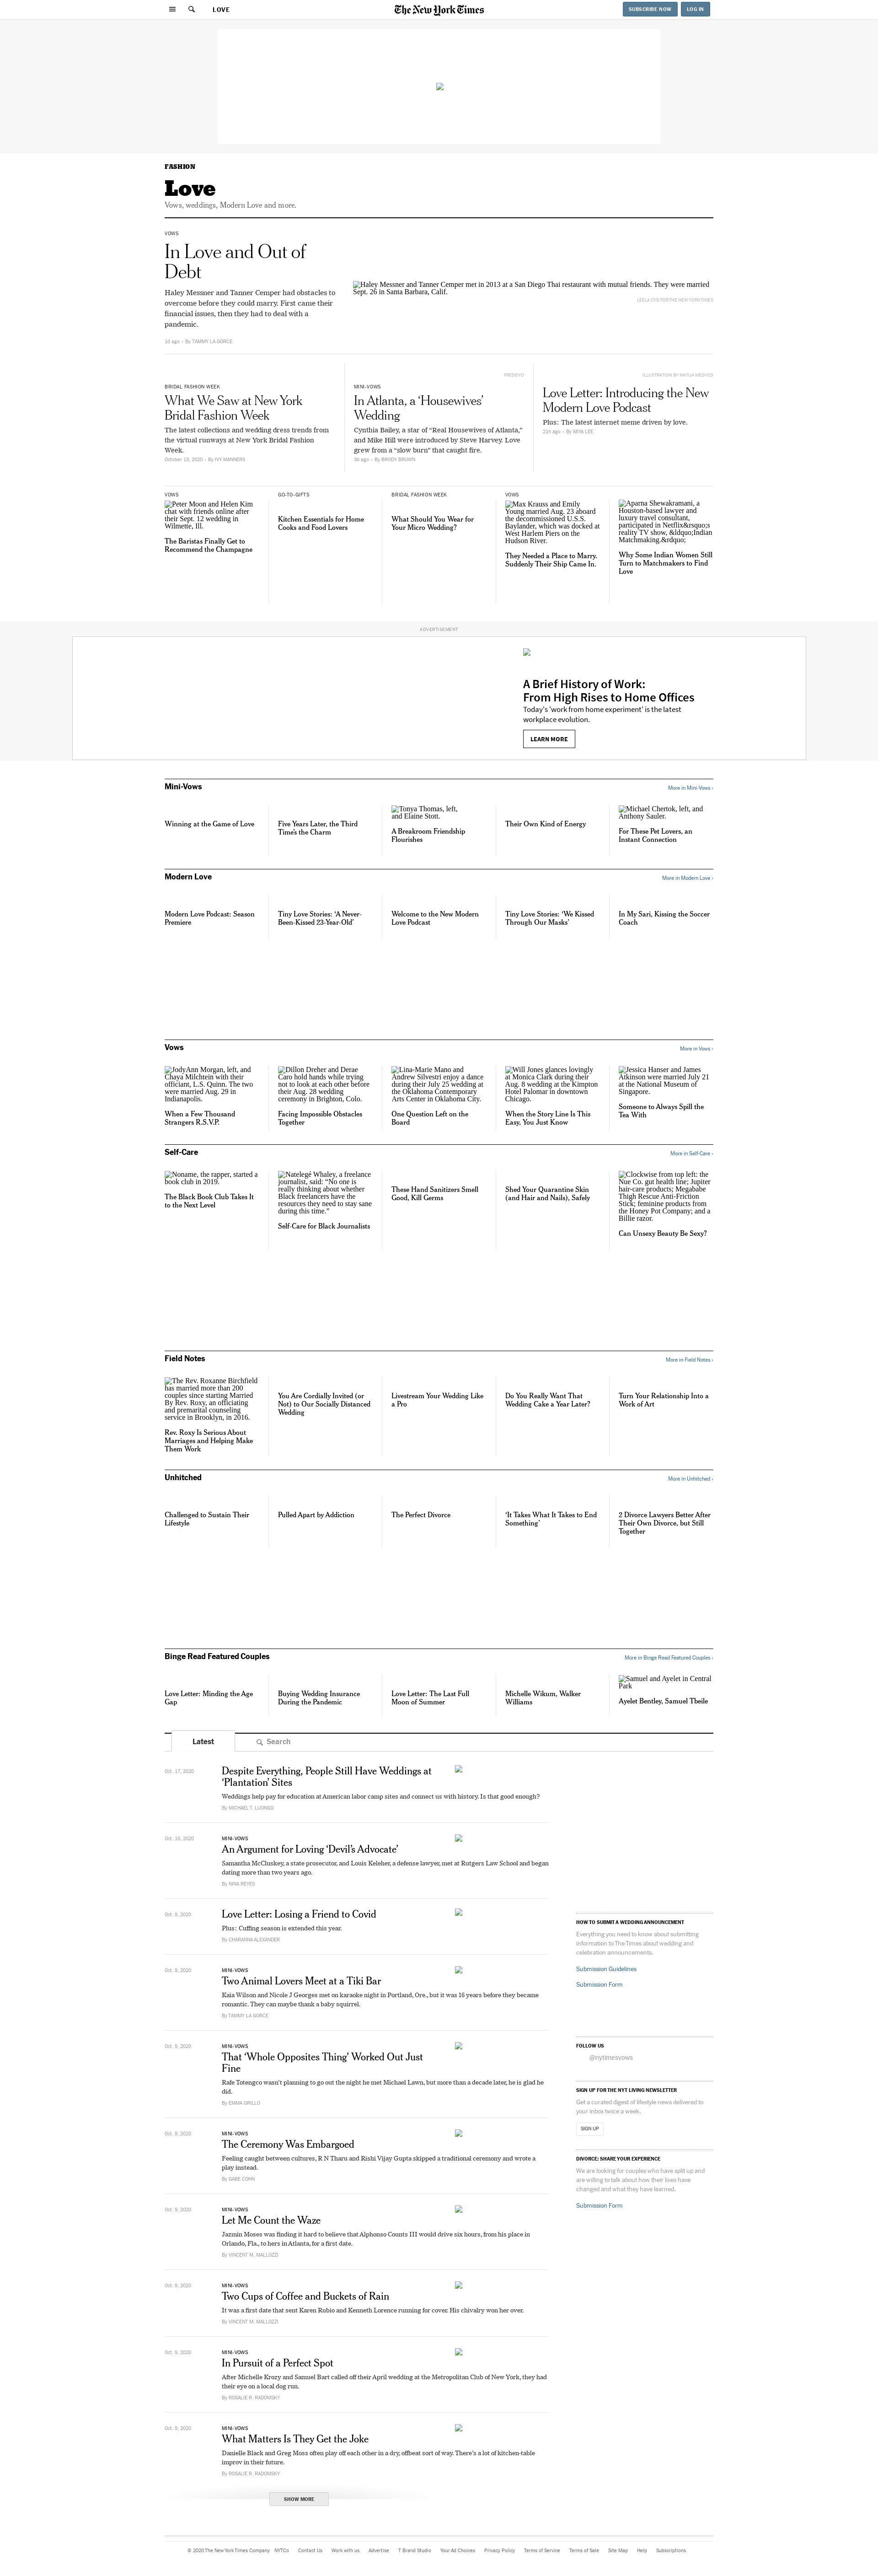 LOVE
The New York Times
SUBSCRIBE NOW
LOG IN
FASHION
Love
Vows, weddings, Modern Love and more.
VOWS
In Love and Out of
Debt
Haley Messner and Tanner Cemper had obstacles to
overcome before they could marry. First came their
financial issues, then they had to deal with a
pandemic.
1d ago · By TAMMY LA GORCE
Haley Messner and Tanner Cemper met in 2013 at a San Diego Thai restaurant with mutual friends. They were married
Sept. 26 in Santa Barbara, Calif.
LEELA CYD FOR THE NEW YORK TIMES
BRIDAL FASHION WEEK
What We Saw at New York
Bridal Fashion Week
The latest collections and wedding dress trends from
the virtual runways at New York Bridal Fashion
Week.
October 13, 2020 · By IVY MANNERS
MINI-VOWS
In Atlanta, a ‘Housewives’
Wedding
Cynthia Bailey, a star of “Real Housewives of Atlanta,”
and Mike Hill were introduced by Steve Harvey. Love
grew from a “slow burn” that caught fire.
3d ago · By BRIDEY BROWN
ILLUSTRATION BY MATIJA MEDVED
Love Letter: Introducing the New
Modern Love Podcast
Plus: The latest internet meme driven by love.
21h ago · By MIYA LEE
VOWS
Peter Moon and Helen Kim
chat with friends online after
their Sept. 12 wedding in
Wilmette, Ill.
The Baristas Finally Get to
Recommend the Champagne
GO-TO-GIFTS
Kitchen Essentials for Home
Cooks and Food Lovers
BRIDAL FASHION WEEK
What Should You Wear for
Your Micro Wedding?
VOWS
Max Krauss and Emily
Young married Aug. 23 aboard
the decommissioned U.S.S.
Baylander, which was docked at
West Harlem Piers on the
Hudson River.
They Needed a Place to Marry.
Suddenly Their Ship Came In.
Aparna Shewakramani, a
Houston-based lawyer and
luxury travel consultant,
participated in Netflix&rsquo;s
reality TV show, &ldquo;Indian
Matchmaking.&rdquo;
Why Some Indian Women Still
Turn to Matchmakers to Find
Love
ADVERTISEMENT
A Brief History of Work:
From High Rises to Home Offices
Today's 'work from home experiment' is the latest
workplace evolution.
LEARN MORE
Mini-Vows
More in Mini-Vows ›
Winning at the Game of Love
Five Years Later, the Third
Time's the Charm
Tonya Thomas, left,
and Elaine Stott.
A Breakroom Friendship
Flourishes
Their Own Kind of Energy
Michael Chertok, left, and
Anthony Sauler.
For These Pet Lovers, an
Instant Connection
Modern Love
More in Modern Love ›
Modern Love Podcast: Season
Premiere
Tiny Love Stories: ‘A Never-
Been-Kissed 23-Year-Old’
Welcome to the New Modern
Love Podcast
Tiny Love Stories: ‘We Kissed
Through Our Masks’
In My Sari, Kissing the Soccer
Coach
Vows
More in Vows ›
JodyAnn Morgan, left, and
Chaya Milchtein with their
officiant, L.S. Quinn. The two
were married Aug. 29 in
Indianapolis.
When a Few Thousand
Strangers R.S.V.P.
Dillon Dreher and Derae
Caro hold hands while trying
not to look at each other before
their Aug. 28 wedding
ceremony in Brighton, Colo.
Facing Impossible Obstacles
Together
Lina-Marie Mano and
Andrew Silvestri enjoy a dance
during their July 25 wedding at
the Oklahoma Contemporary
Arts Center in Oklahoma City.
One Question Left on the
Board
Will Jones glances lovingly
at Monica Clark during their
Aug. 8 wedding at the Kimpton
Hotel Palomar in downtown
Chicago.
When the Story Line Is This
Easy, You Just Know
Jessica Hanser and James
Atkinson were married July 21
at the National Museum of
Singapore.
Someone to Always Spill the
Tea With
Self-Care
More in Self-Care ›
Noname, the rapper, started a
book club in 2019.
The Black Book Club Takes It
to the Next Level
Natelegé Whaley, a freelance
journalist, said: “No one is
really thinking about whether
Black freelancers have the
resources they need to stay sane
during this time.”
Self-Care for Black Journalists
These Hand Sanitizers Smell
Good, Kill Germs
Shed Your Quarantine Skin
(and Hair and Nails), Safely
Clockwise from top left: the
Nue Co. gut health line; Jupiter
hair-care products; Megababe
Thigh Rescue Anti-Friction
Stick; feminine products from
the Honey Pot Company; and a
Billie razor.
Can Unsexy Beauty Be Sexy?
Field Notes
More in Field Notes ›
The Rev. Roxanne Birchfield
has married more than 200
couples since starting Married
By Rev. Roxy, an officiating
and premarital counseling
service in Brooklyn, in 2016.
Rev. Roxy Is Serious About
Marriages and Helping Make
Them Work
You Are Cordially Invited (or
Not) to Our Socially Distanced
Wedding
Livestream Your Wedding Like
a Pro
Do You Really Want That
Wedding Cake a Year Later?
Turn Your Relationship Into a
Work of Art
Unhitched
More in Unhitched ›
Challenged to Sustain Their
Lifestyle
Pulled Apart by Addiction
The Perfect Divorce
‘It Takes What It Takes to End
Something’
2 Divorce Lawyers Better After
Their Own Divorce, but Still
Together
Binge Read Featured Couples
More in Binge Read Featured Couples ›
Love Letter: Minding the Age
Gap
Buying Wedding Insurance
During the Pandemic
Love Letter: The Last Full
Moon of Summer
Michelle Wikum, Walker
Williams
Samuel and Ayelet in Central
Park
Ayelet Bentley, Samuel Tbeile
Latest
Search
Oct. 17, 2020
Despite Everything, People Still Have Weddings at
‘Plantation’ Sites
Weddings help pay for education at American labor camp sites and connect us with history. Is that good enough?
By MICHAEL T. LUONGO
Oct. 16, 2020
MINI-VOWS
An Argument for Loving ‘Devil’s Advocate’
Samantha McCluskey, a state prosecutor, and Louis Keleher, a defense lawyer, met at Rutgers Law School and began
dating more than two years ago.
By NINA REYES
Oct. 9, 2020
Love Letter: Losing a Friend to Covid
Plus: Cuffing season is extended this year.
By CHARANNA ALEXANDER
Oct. 9, 2020
MINI-VOWS
Two Animal Lovers Meet at a Tiki Bar
Kaia Wilson and Nicole J Georges met on karaoke night in Portland, Ore., but it was 16 years before they became
romantic. They can maybe thank a baby squirrel.
By TAMMY LA GORCE
Oct. 9, 2020
MINI-VOWS
That ‘Whole Opposites Thing’ Worked Out Just
Fine
Rafe Totengco wasn’t planning to go out the night he met Michael Lawn, but more than a decade later, he is glad he
did.
By EMMA GRILLO
Oct. 9, 2020
MINI-VOWS
The Ceremony Was Embargoed
Feeling caught between cultures, R N Tharu and Rishi Vijay Gupta skipped a traditional ceremony and wrote a
play instead.
By GABE COHN
Oct. 9, 2020
MINI-VOWS
Let Me Count the Waze
Jazmin Moses was finding it hard to believe that Alphonso Counts III would drive six hours, from his place in
Orlando, Fla., to hers in Atlanta, for a first date.
By VINCENT M. MALLOZZI
Oct. 9, 2020
MINI-VOWS
Two Cups of Coffee and Buckets of Rain
It was a first date that sent Karen Rubio and Kenneth Lorence running for cover. His chivalry won her over.
By VINCENT M. MALLOZZI
Oct. 9, 2020
MINI-VOWS
In Pursuit of a Perfect Spot
After Michelle Krozy and Samuel Bart called off their April wedding at the Metropolitan Club of New York, they had
their eye on a local dog run.
By ROSALIE R. RADOMSKY
Oct. 9, 2020
MINI-VOWS
What Matters Is They Get the Joke
Danielle Black and Greg Moss often play off each other in a dry, offbeat sort of way. There’s a lot of kitchen-table
improv in their future.
By ROSALIE R. RADOMSKY
SHOW MORE
HOW TO SUBMIT A WEDDING ANNOUNCEMENT
Everything you need to know about submitting
information to The Times about wedding and
celebration announcements.
Submission Guidelines
Submission Form
FOLLOW US
@nytimesvows
SIGN UP FOR THE NYT LIVING NEWSLETTER
Get a curated digest of lifestyle news delivered to
your inbox twice a week.
SIGN UP
DIVORCE: SHARE YOUR EXPERIENCE
We are looking for couples who have split up and
are willing to talk about how their lives have
changed and what they have learned.
Submission Form
© 2020 The New York Times Company NYTCo Contact Us Work with us Advertise T Brand Studio Your Ad Choices Privacy Policy Terms of Service Terms of Sale Site Map Help Subscriptions